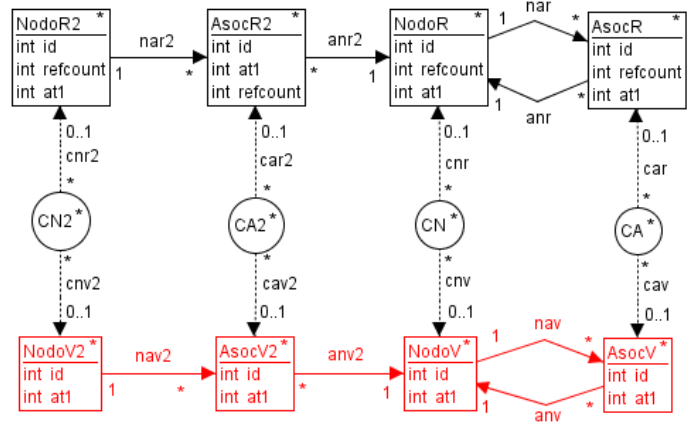 NodoR2 *
int id
int refcount
int at1
nar2
1
*
AsocR2 *
int id
int at1
int refcount
anr2
*
1
NodoR *
int id
int refcount
int at1
1
nar
*
1
anr
*
AsocR *
int id
int refcount
int at1
0..1
cnr2
*
CN2 *
*
cnv2
0..1
0..1
car2
*
CA2 *
*
cav2
0..1
0..1
cnr
*
CN *
*
cnv
0..1
0..1
car
*
CA *
*
cav
0..1
NodoV2 *
int id
int at1
nav2
1
*
AsocV2 *
int id
int at1
anv2
*
1
NodoV *
int id
int at1
1
nav
*
1
anv
*
AsocV *
int id
int at1